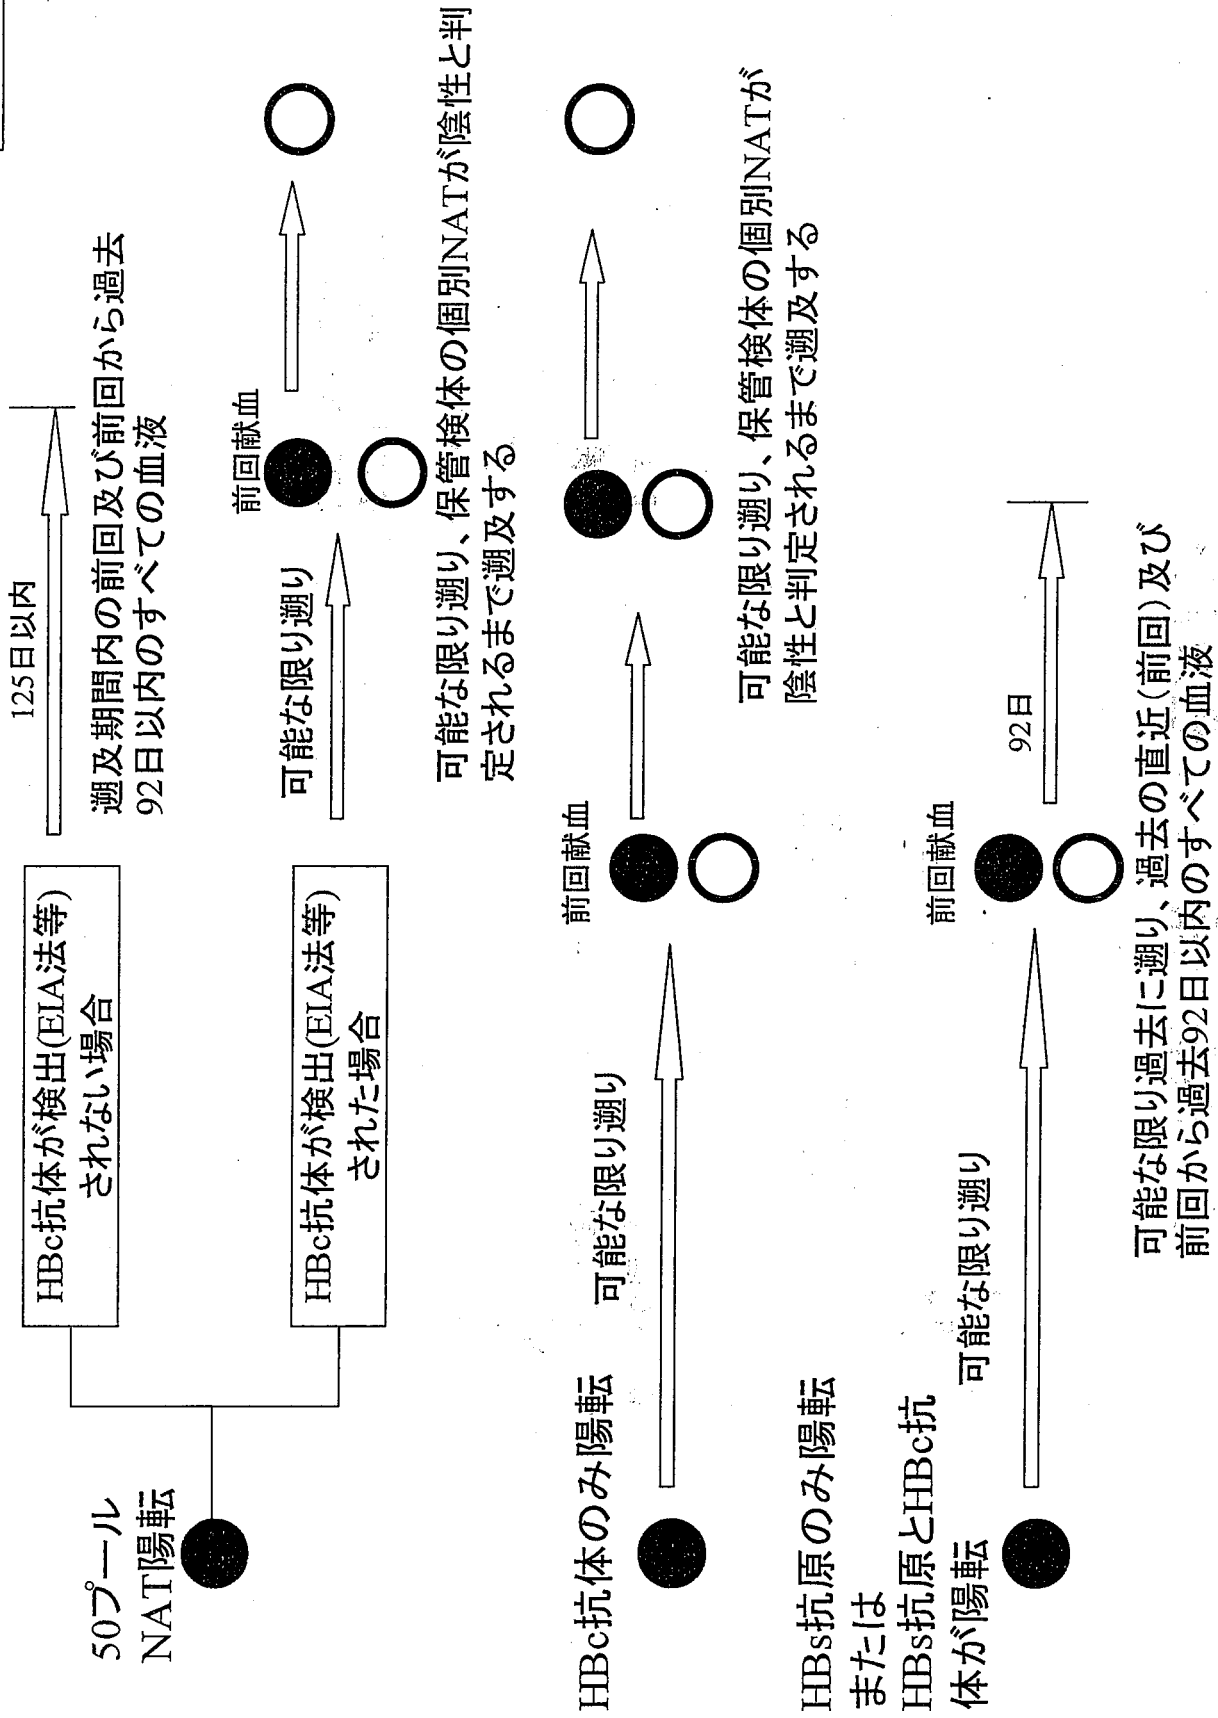 50プール
NAT陽転
HBc抗体が検出(EIA法等)
されない場合
125日以内
遡及期間内の前回及び前回から過去
92日以内のすべての血液
HBc抗体が検出(EIA法等)
された場合
可能な限り遡り
前回献血
可能な限り遡り、保管検体の個別NATが陰性と判
定されるまで遡及する
HBc抗体のみ陽転
可能な限り遡り
前回献血
可能な限り遡り、保管検体の個別NATが
陰性と判定されるまで遡及する
HBs抗原のみ陽転
または
HBs抗原とHBc抗
体が陽転
可能な限り遡り
前回献血
92日
可能な限り過去に遡り、過去の直近(前回)及び
前回から過去92日以内のすべての血液